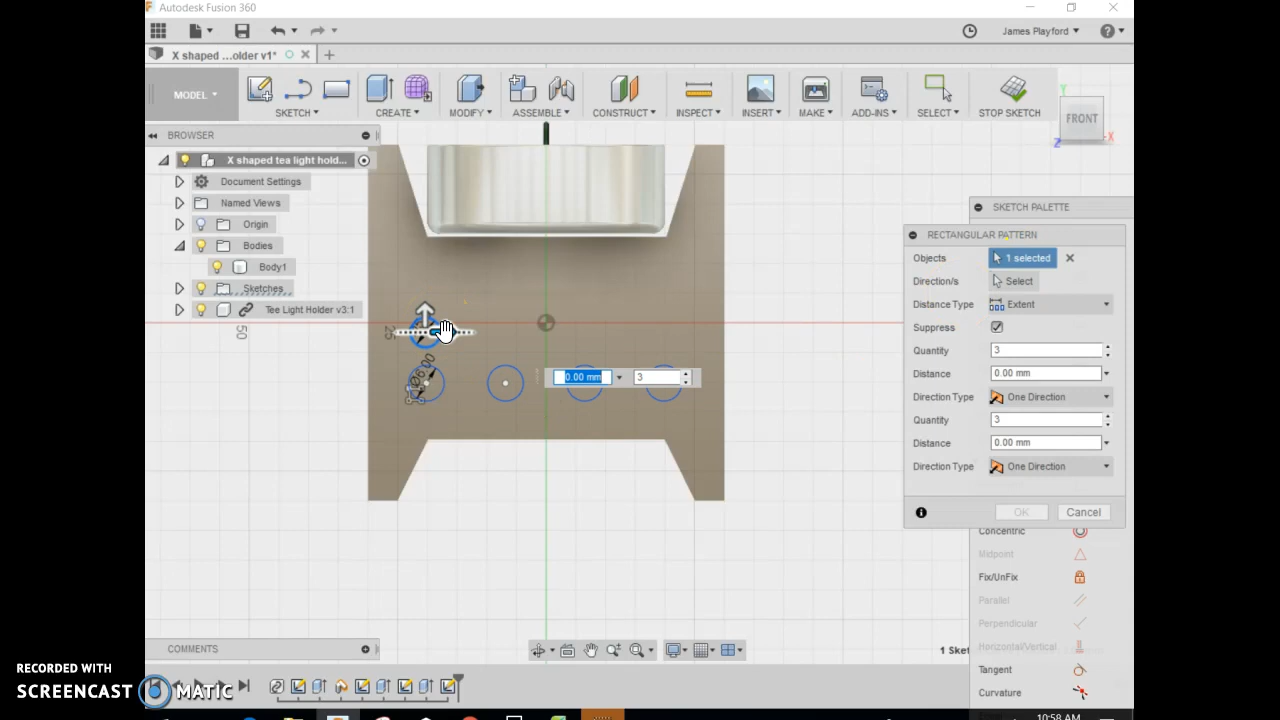 Autodesk Fusion 360
James Playford
X shaped ...older v1*
MODEL
SKETCH
CREATE
MODIFY
ASSEMBLE
CONSTRUCT
INSPECT
INSERT
MAKE
ADD-INS
SELECT
STOP SKETCH
Y
FRONT
X
Z
BROWSER
X shaped tea light hold...
Document Settings
Named Views
Origin
Bodies
Body1
Sketches
Tee Light Holder v3:1
50
25
SKETCH PALETTE
RECTANGULAR PATTERN
Objects 1 selected
Direction/s Select
Distance Type Extent
Suppress
Quantity 3
Distance 0.00 mm
Direction Type One Direction
Quantity 3
Distance 0.00 mm
Direction Type One Direction
OK Cancel
0.00 mm 3
Concentric
Midpoint
Fix/UnFix
Parallel
Perpendicular
Horizontal/Vertical
Tangent
Curvature
COMMENTS
RECORDED WITH
SCREENCAST MATIC
10:58 AM